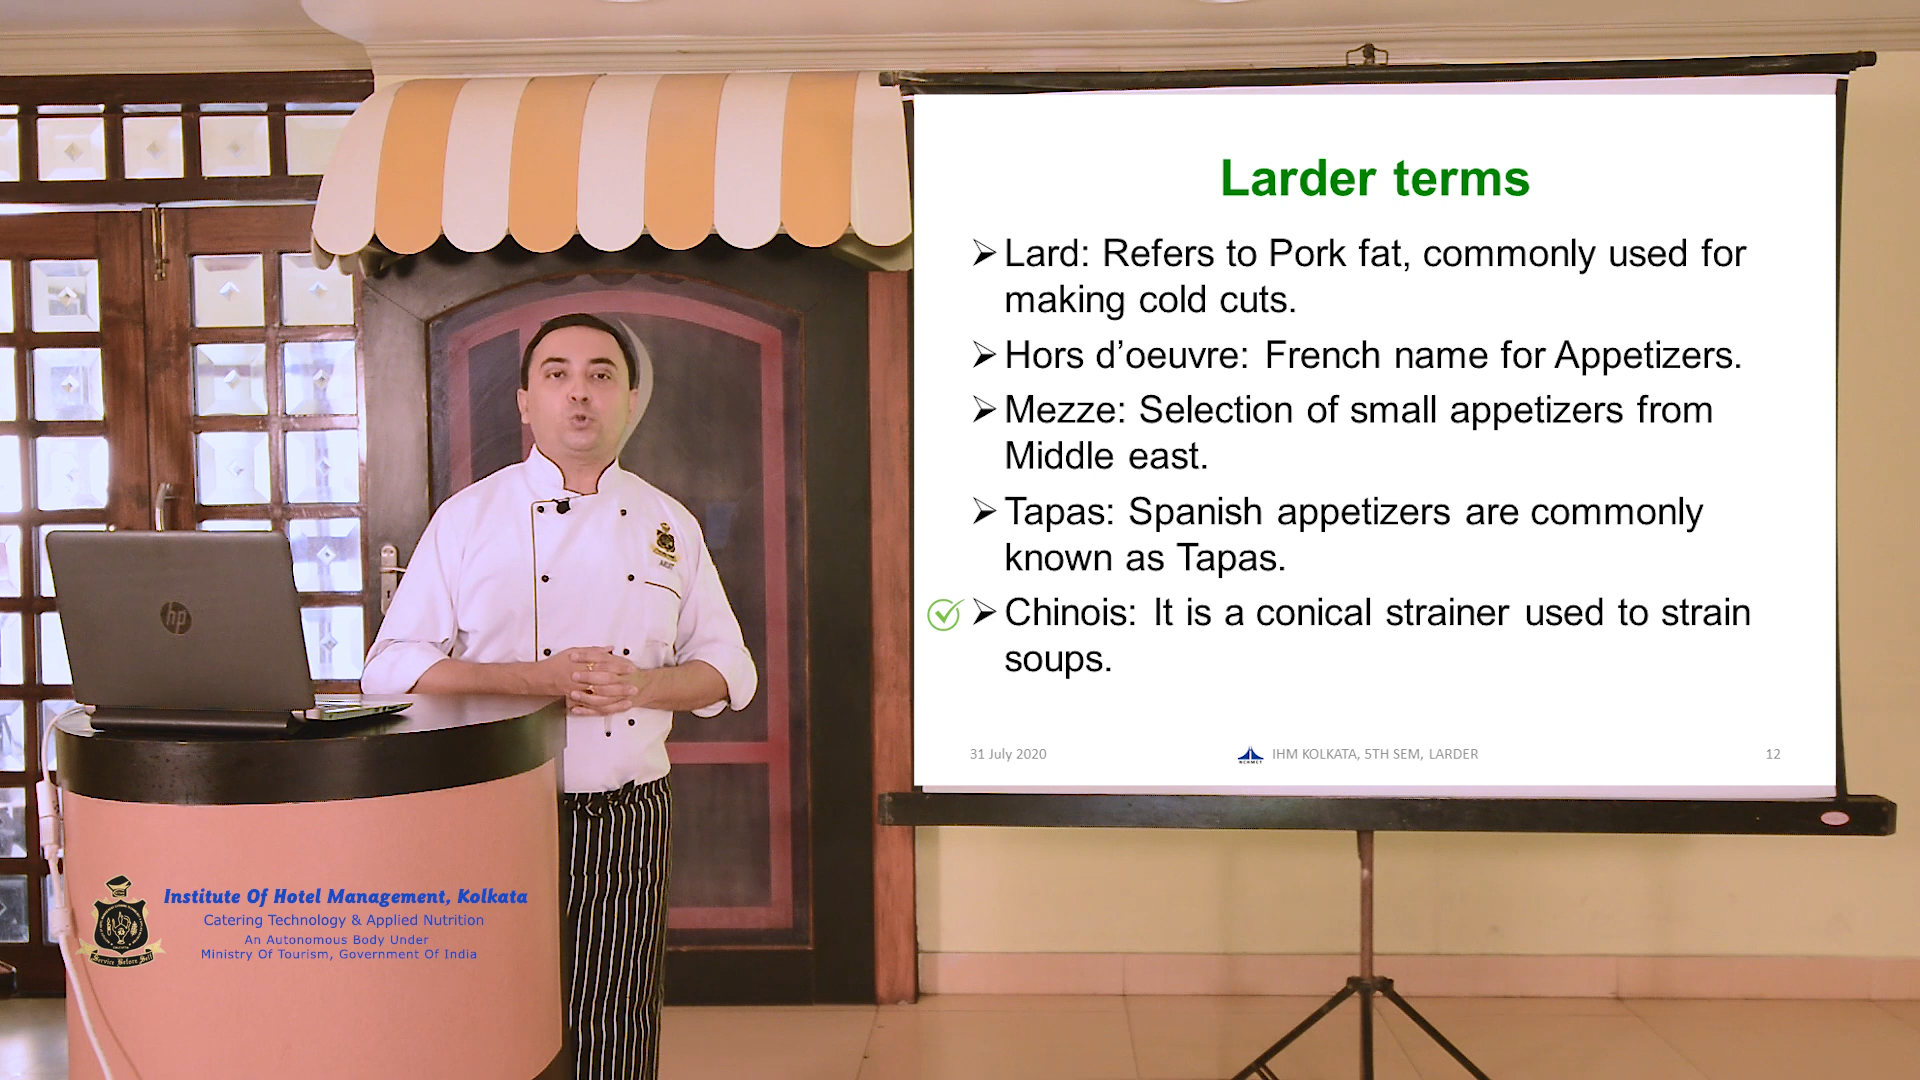 Larder terms
Lard: Refers to Pork fat, commonly used for
making cold cuts.
Hors d’oeuvre: French name for Appetizers.
Mezze: Selection of small appetizers from
Middle east.
Tapas: Spanish appetizers are commonly
known as Tapas.
Chinois: It is a conical strainer used to strain
soups.
31 July 2020
IHM KOLKATA, 5TH SEM, LARDER
12
hp
Institute Of Hotel Management, Kolkata
Catering Technology & Applied Nutrition
An Autonomous Body Under
Ministry Of Tourism, Government Of India
Service Before Self